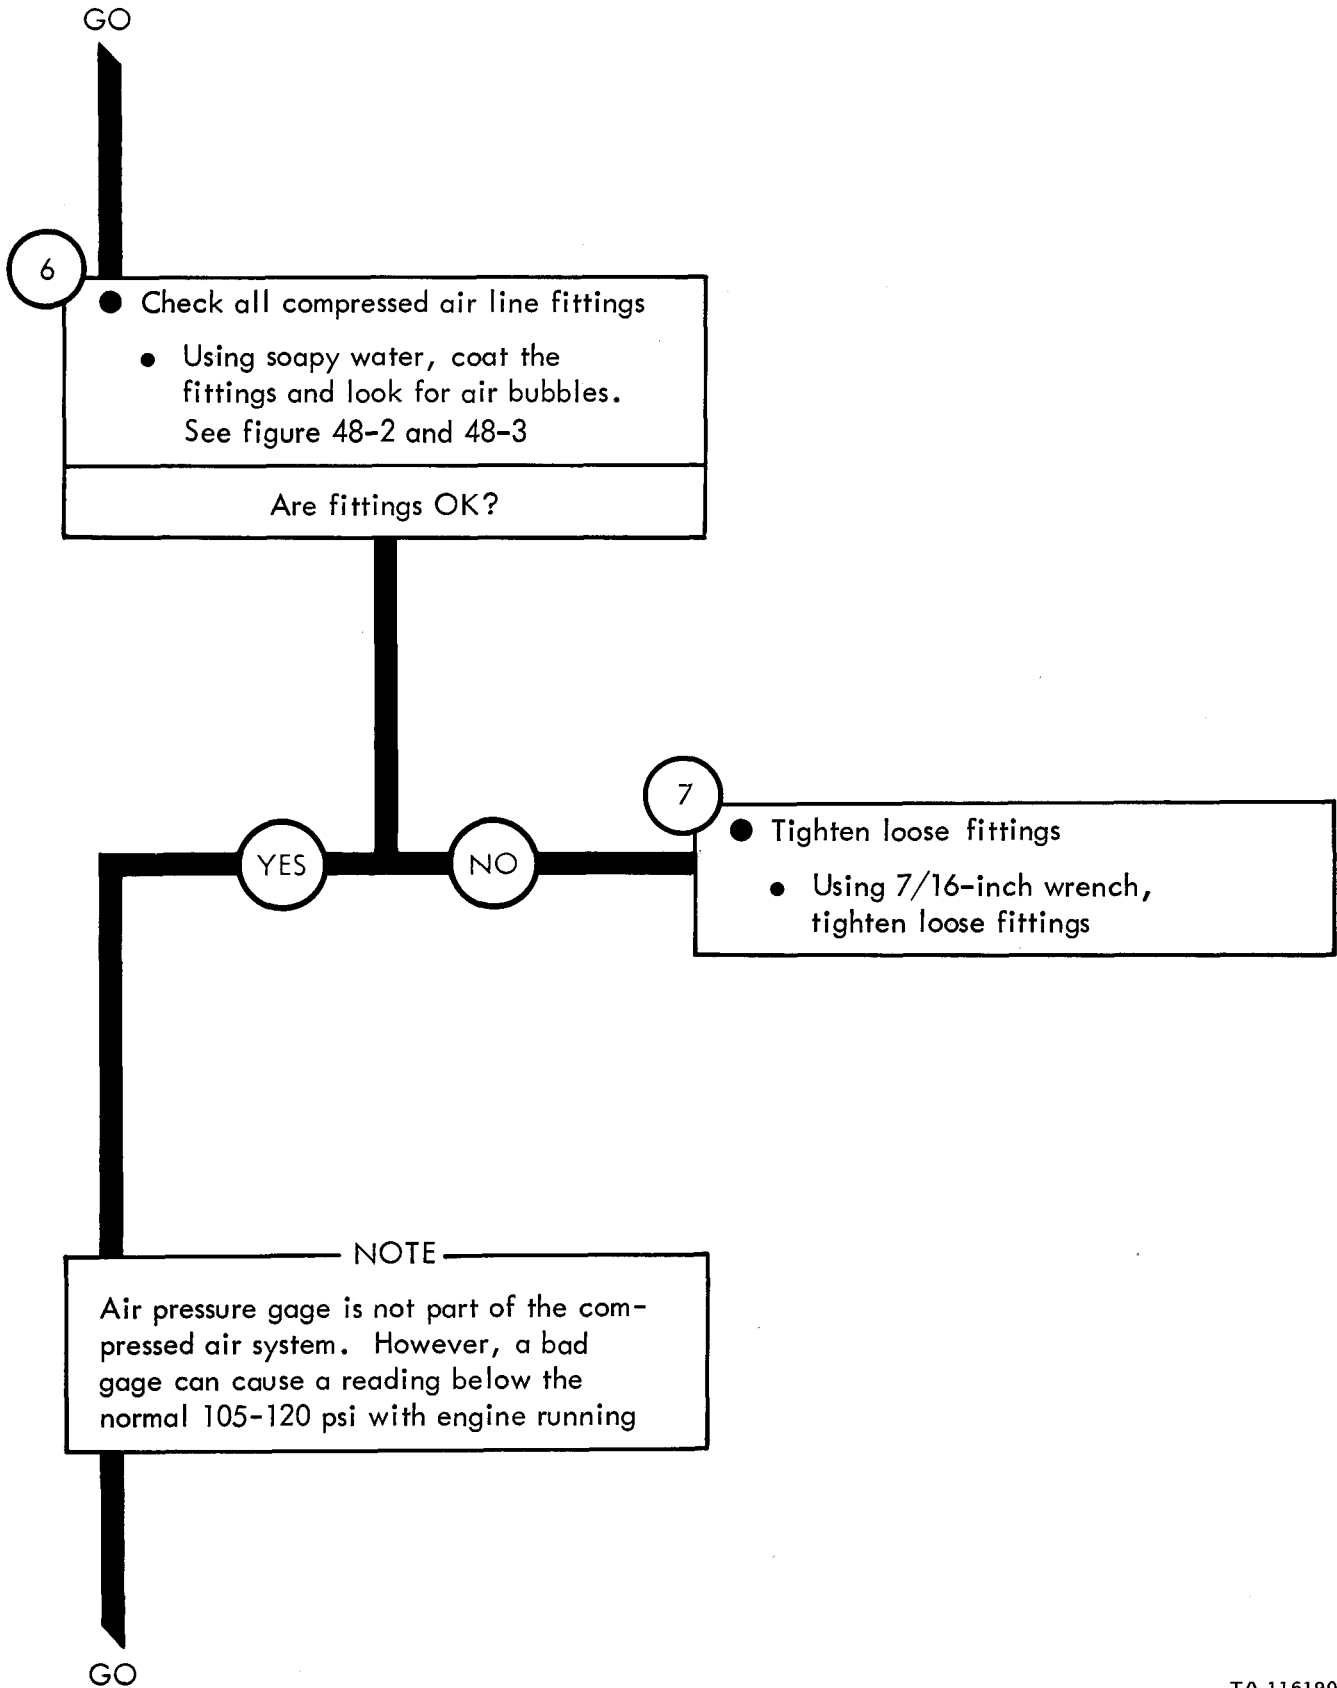 GO
6
● Check all compressed air line fittings
● Using soapy water, coat the
fittings and look for air bubbles.
See figure 48-2 and 48-3
Are fittings OK?
YES
NO
7
● Tighten loose fittings
● Using 7/16-inch wrench,
tighten loose fittings
NOTE
Air pressure gage is not part of the com-
pressed air system. However, a bad
gage can cause a reading below the
normal 105-120 psi with engine running
GO